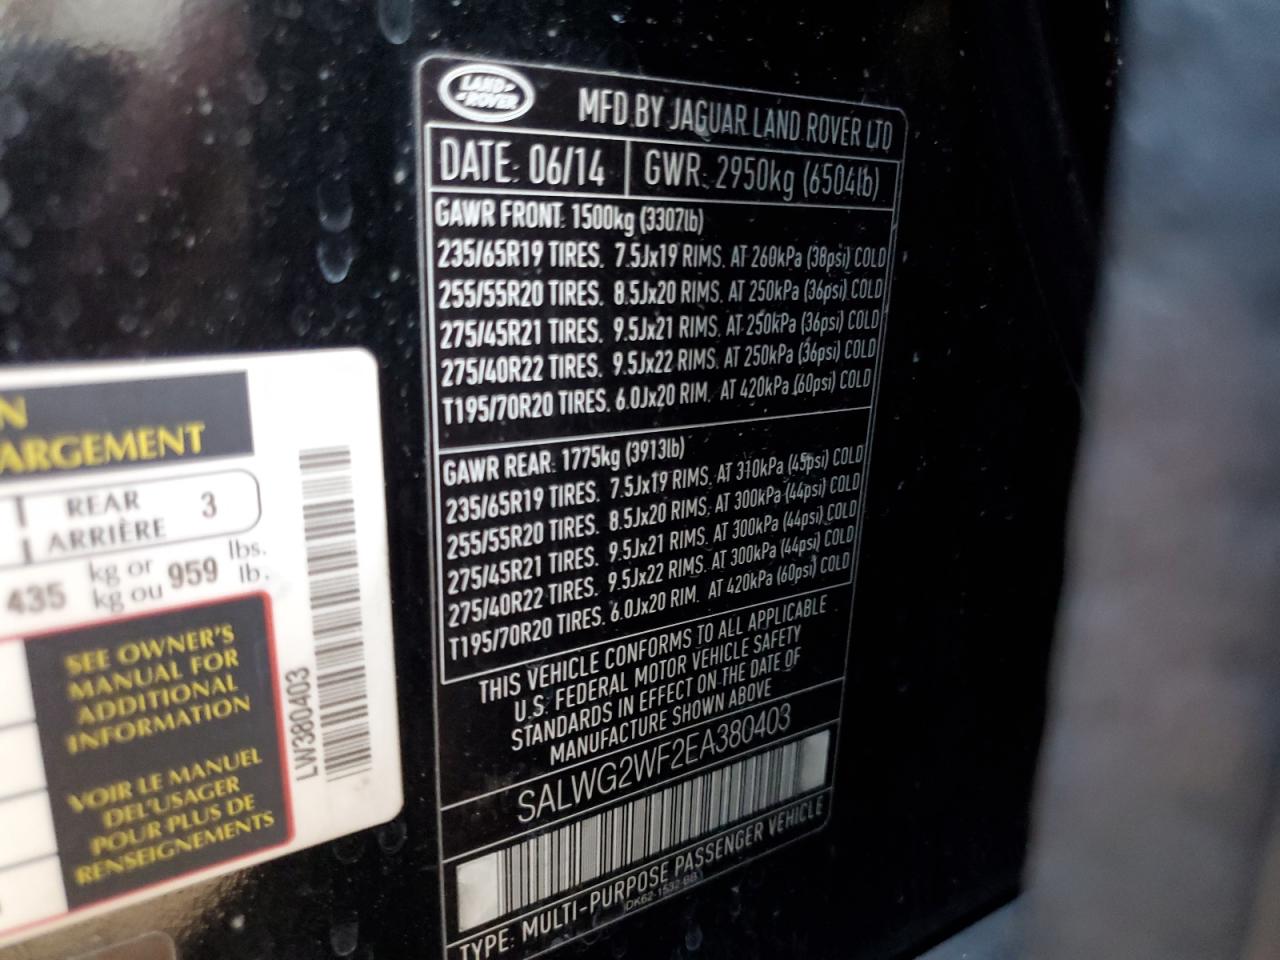 LAND-
-ROVER
MFD BY JAGUAR LAND ROVER LTD
DATE: 06/14 GWR: 2950kg (6504lb)
GAWR FRONT: 1500kg (3307lb)
235/65R19 TIRES. 7.5Jx19 RIMS. AT 260kPa (38psi) COLD
255/55R20 TIRES. 8.5Jx20 RIMS. AT 250kPa (36psi) COLD
275/45R21 TIRES. 9.5Jx21 RIMS. AT 250kPa (36psi) COLD
275/40R22 TIRES. 9.5Jx22 RIMS. AT 250kPa (36psi) COLD
T195/70R20 TIRES. 6.0Jx20 RIM. AT 420kPa (60psi) COLD
GAWR REAR: 1775kg (3913lb)
235/65R19 TIRES. 7.5Jx19 RIMS. AT 310kPa (45psi) COLD
255/55R20 TIRES. 8.5Jx20 RIMS. AT 300kPa (44psi) COLD
275/45R21 TIRES. 9.5Jx21 RIMS. AT 300kPa (44psi) COLD
275/40R22 TIRES. 9.5Jx22 RIMS. AT 300kPa (44psi) COLD
T195/70R20 TIRES. 6.0Jx20 RIM. AT 420kPa (60psi) COLD
THIS VEHICLE CONFORMS TO ALL APPLICABLE
U.S. FEDERAL MOTOR VEHICLE SAFETY
STANDARDS IN EFFECT ON THE DATE OF
MANUFACTURE SHOWN ABOVE
SALWG2WF2EA380403
TYPE: MULTI-PURPOSE PASSENGER VEHICLE
DK62-1532-BB
N
ARGEMENT
REAR 3
ARRIÈRE
435 kg or 959 lbs.
kg ou lb.
SEE OWNER'S
MANUAL FOR
ADDITIONAL
INFORMATION
VOIR LE MANUEL
DEL'USAGER
POUR PLUS DE
RENSEIGNEMENTS
LW380403